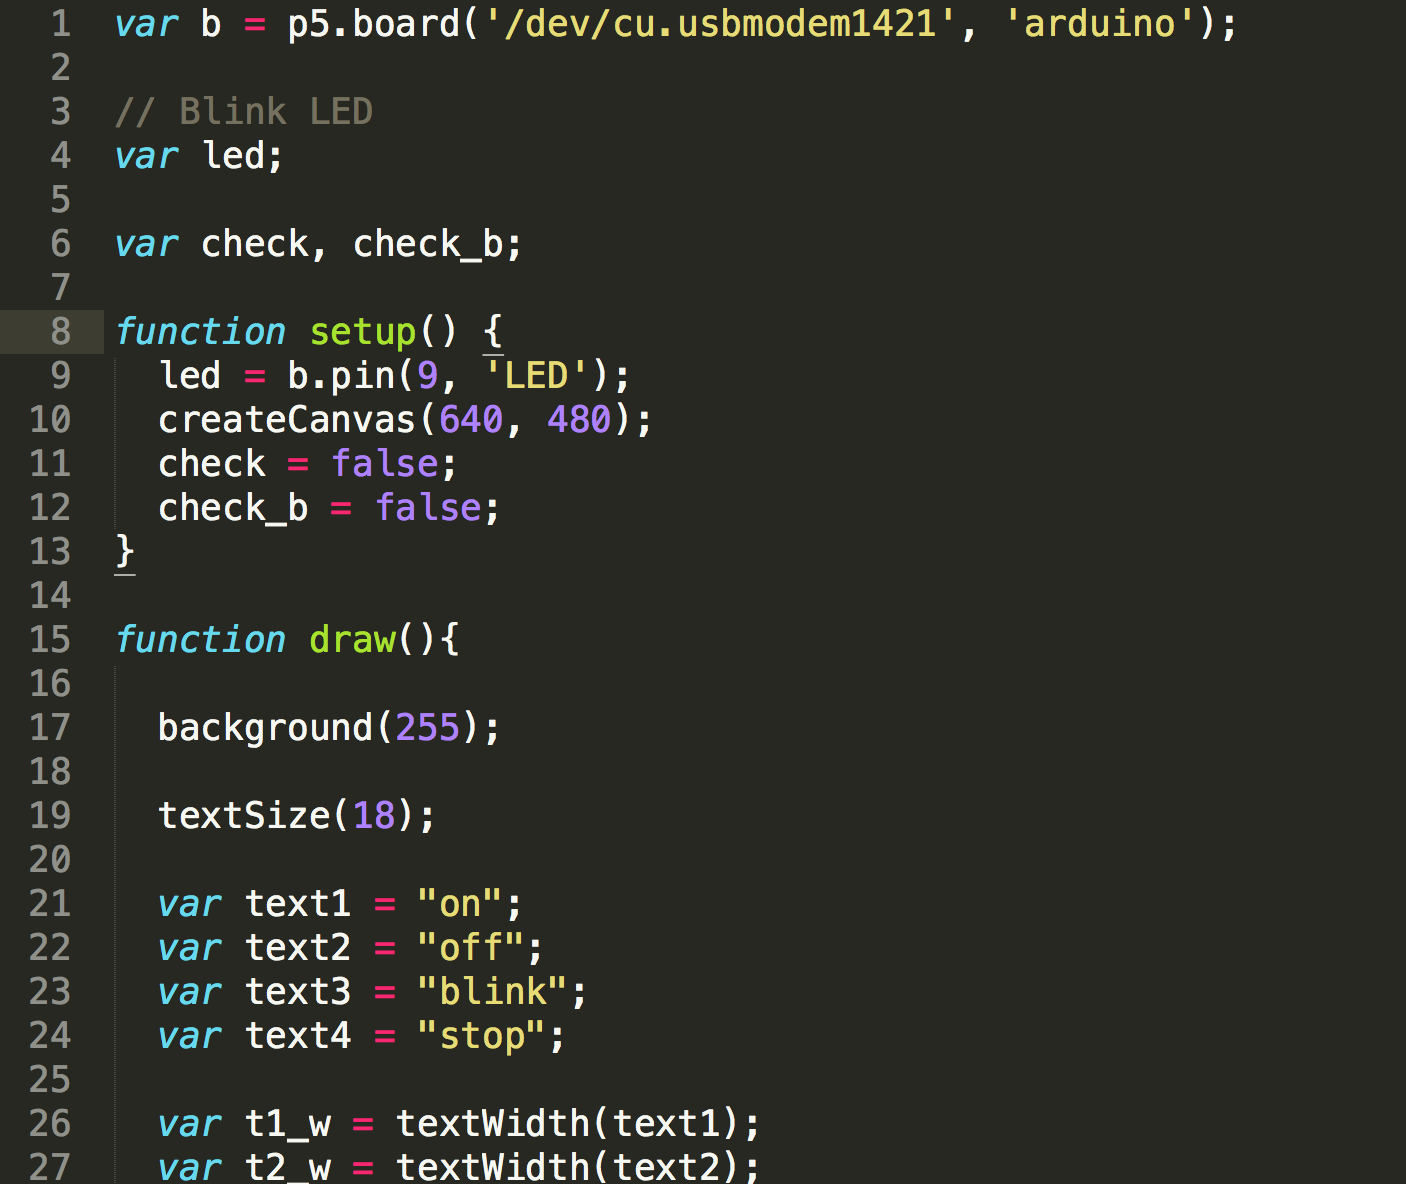 1 var b = p5.board('/dev/cu.usbmodem1421', 'arduino');
2
3 // Blink LED
4 var led;
5
6 var check, check_b;
7
8 function setup() {
9   led = b.pin(9, 'LED');
10   createCanvas(640, 480);
11   check = false;
12   check_b = false;
13 }
14
15 function draw(){
16
17   background(255);
18
19   textSize(18);
20
21   var text1 = "on";
22   var text2 = "off";
23   var text3 = "blink";
24   var text4 = "stop";
25
26   var t1_w = textWidth(text1);
27   var t2_w = textWidth(text2);